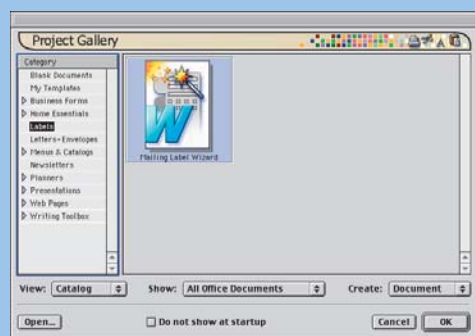 Project Gallery
Category
Blank Documents
My Templates
Business Forms
Home Essentials
Labels
Letters-Envelopes
Menus & Catalogs
Newsletters
Planners
Presentations
Web Pages
Writing Toolbox
Mailing Label Wizard
View: Catalog Show: All Office Documents Create: Document
Open... Do not show at startup Cancel OK